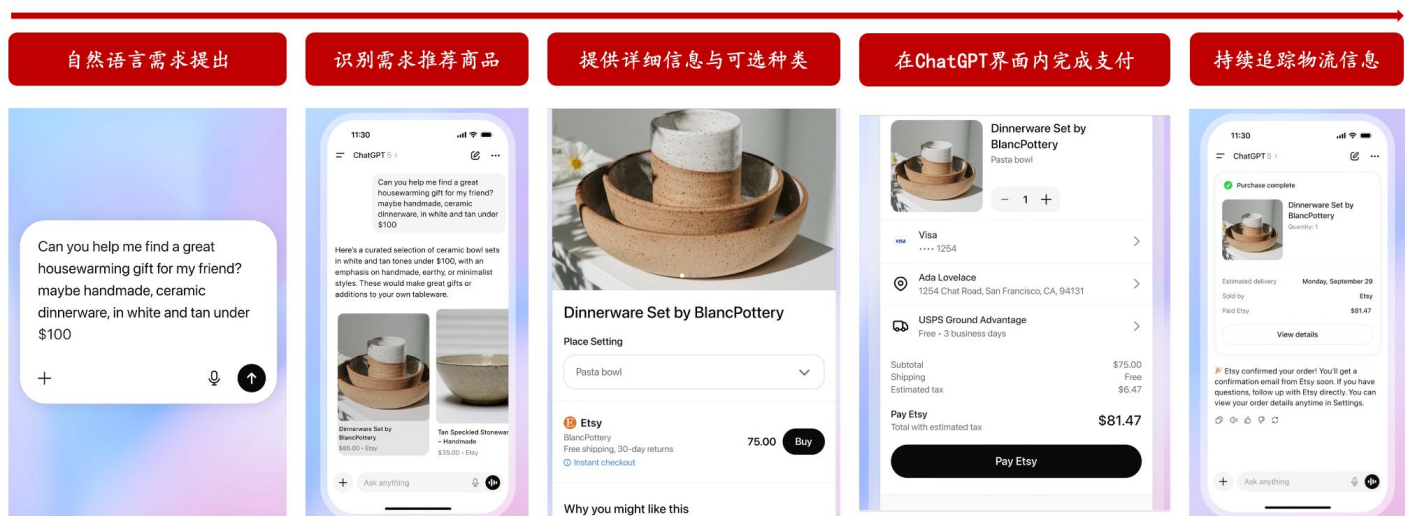 自然语言需求提出
识别需求推荐商品
提供详细信息与可选种类
在ChatGPT界面内完成支付
持续追踪物流信息
Can you help me find a great
housewarming gift for my friend?
maybe handmade, ceramic
dinnerware, in white and tan under
$100
11:30
ChatGPT 5 >
Can you help me find a great
housewarming gift for my friend?
maybe handmade, ceramic
dinnerware, in white and tan under
$100
Here's a curated selection of ceramic bowl sets
in white and tan tones under $100, with an
emphasis on handmade, earthy, or minimalist
styles. These would make great gifts or
additions to your own tableware.
Dinnerware Set by
BlancPottery
$85.00 • Etsy
Tan Speckled Stonewar
– Handmade
$35.00 • Etsy
Ask anything
Dinnerware Set by BlancPottery
Place Setting
Pasta bowl
E Etsy
BlancPottery
Free shipping, 30-day returns
Instant checkout
75.00 Buy
Why you might like this
Dinnerware Set by
BlancPottery
Pasta bowl
− 1 +
VISA
Visa
•••• 1254
Ada Lovelace
1254 Chat Road, San Francisco, CA, 94131
USPS Ground Advantage
Free • 3 business days
Subtotal $75.00
Shipping Free
Estimated tax $6.47
Pay Etsy
Total with estimated tax
$81.47
Pay Etsy
11:30
ChatGPT 5 >
Purchase complete
Dinnerware Set by
BlancPottery
Quantity: 1
Estimated delivery Monday, September 29
Sold by Etsy
Paid Etsy $81.47
View details
🎉 Etsy confirmed your order! You'll get a
confirmation email from Etsy soon. If you have
questions, follow up with Etsy directly. You can
view your order details anytime in Settings.
Ask anything